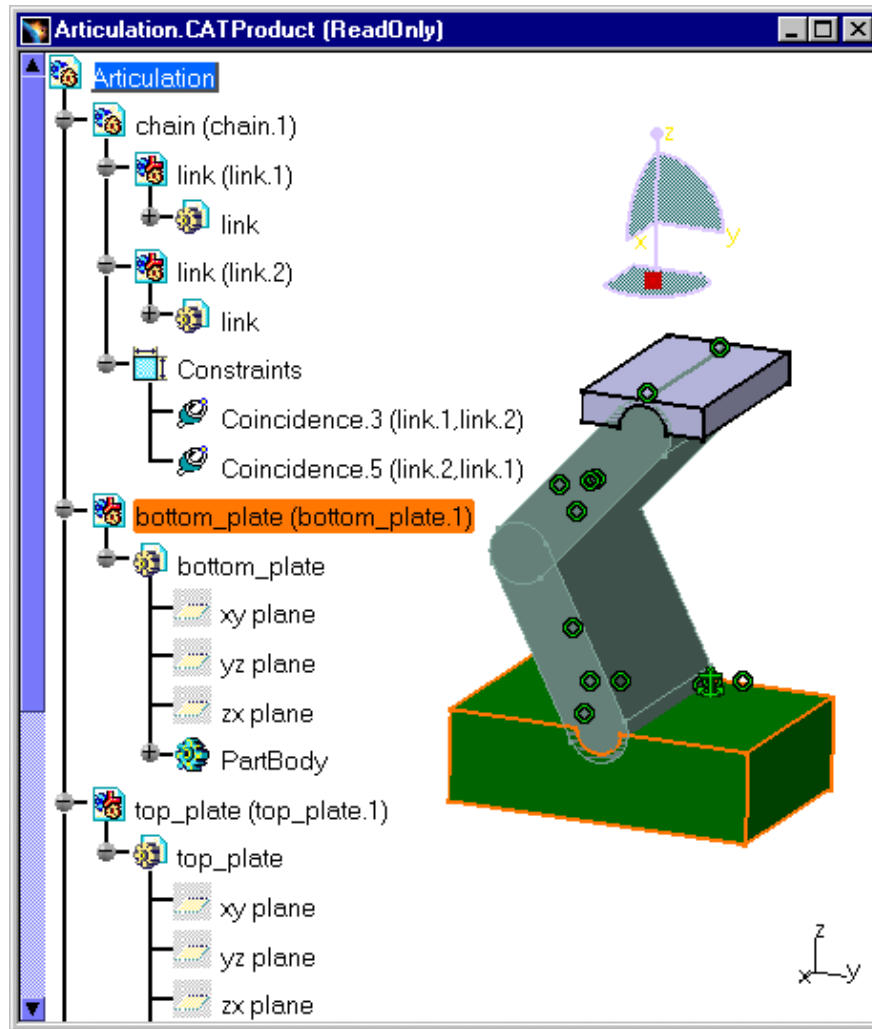 Articulation.CATProduct (ReadOnly)
Articulation
chain (chain.1)
link (link.1)
link
link (link.2)
link
Constraints
Coincidence.3 (link.1,link.2)
Coincidence.5 (link.2,link.1)
bottom_plate (bottom_plate.1)
bottom_plate
xy plane
yz plane
zx plane
PartBody
top_plate (top_plate.1)
top_plate
xy plane
yz plane
zx plane
z
x
y
z
x
y